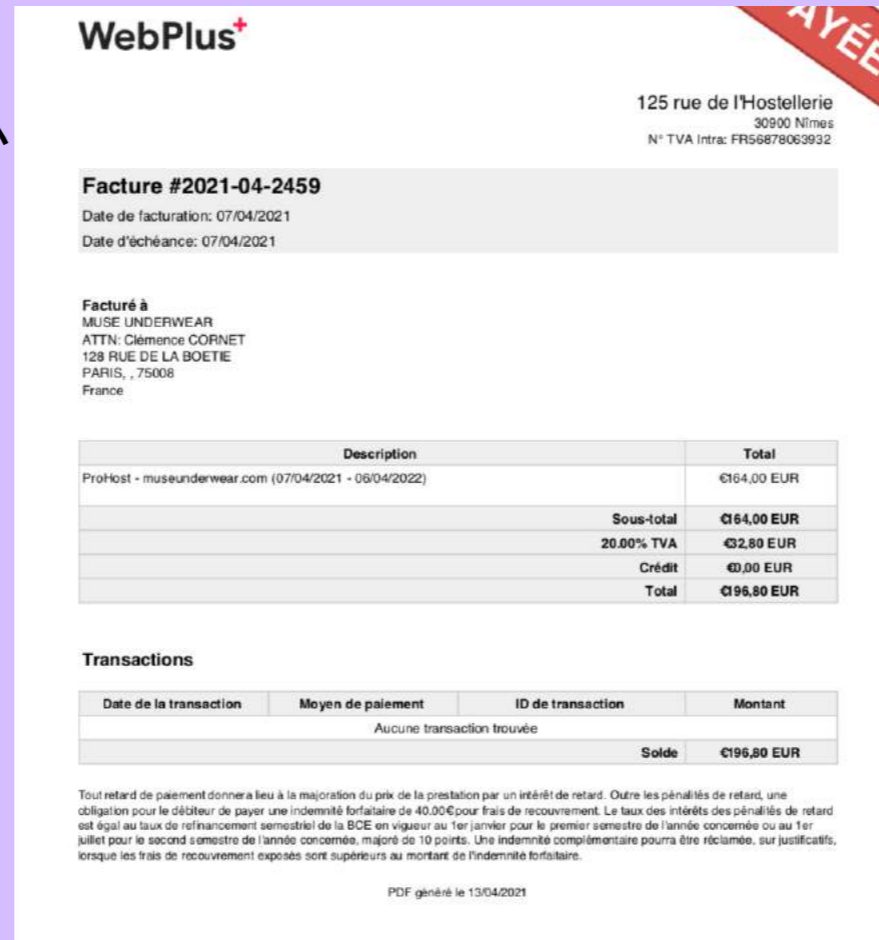 WebPlus+
AYÉE
125 rue de l'Hostellerie
30900 Nîmes
N° TVA Intra: FR56878063932
Facture #2021-04-2459
Date de facturation: 07/04/2021
Date d'échéance: 07/04/2021
Facturé à
MUSE UNDERWEAR
ATTN: Clémence CORNET
128 RUE DE LA BOETIE
PARIS, , 75008
France
Description Total
ProHost - museunderwear.com (07/04/2021 - 06/04/2022) €164,00 EUR
Sous-total €164,00 EUR
20.00% TVA €32,80 EUR
Crédit €0,00 EUR
Total €196,80 EUR
Transactions
Date de la transaction Moyen de paiement ID de transaction Montant
Aucune transaction trouvée
Solde €196,80 EUR
Tout retard de paiement donnera lieu à la majoration du prix de la prestation par un intérêt de retard. Outre les pénalités de retard, une
obligation pour le débiteur de payer une indemnité forfaitaire de 40.00€ pour frais de recouvrement. Le taux des intérêts des pénalités de retard
est égal au taux de refinancement semestriel de la BCE en vigueur au 1er janvier pour le premier semestre de l'année concernée ou au 1er
juillet pour le second semestre de l'année concernée, majoré de 10 points. Une indemnité complémentaire pourra être réclamée, sur justificatifs,
lorsque les frais de recouvrement exposés sont supérieurs au montant de l'indemnité forfaitaire.
PDF généré le 13/04/2021